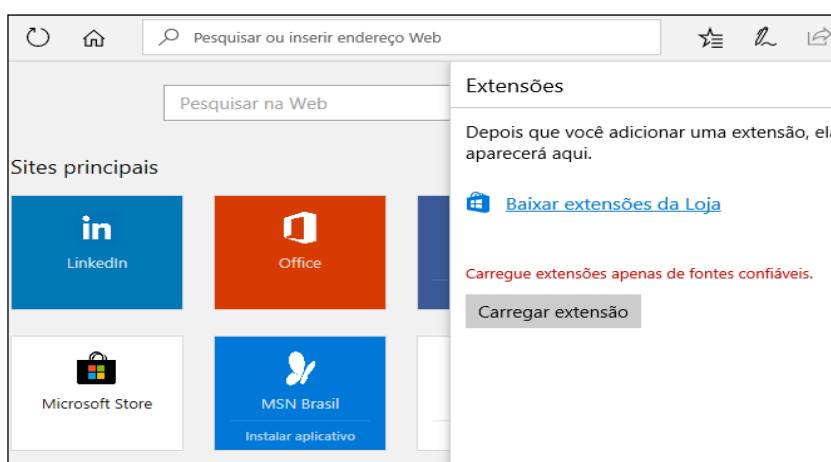 Pesquisar ou inserir endereço Web
Pesquisar na Web
Sites principais
in
LinkedIn
Office
Microsoft Store
MSN Brasil
Instalar aplicativo
Extensões
Depois que você adicionar uma extensão, ela
aparecerá aqui.
Baixar extensões da Loja
Carregue extensões apenas de fontes confiáveis.
Carregar extensão